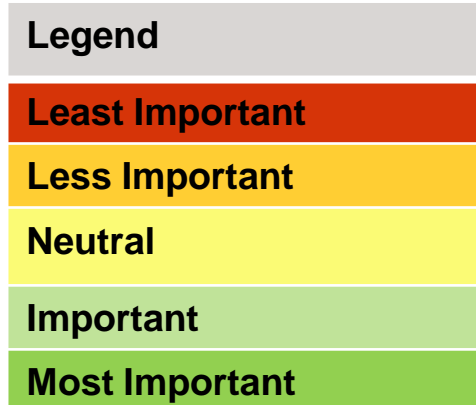 Legend
Least Important
Less Important
Neutral
Important
Most Important